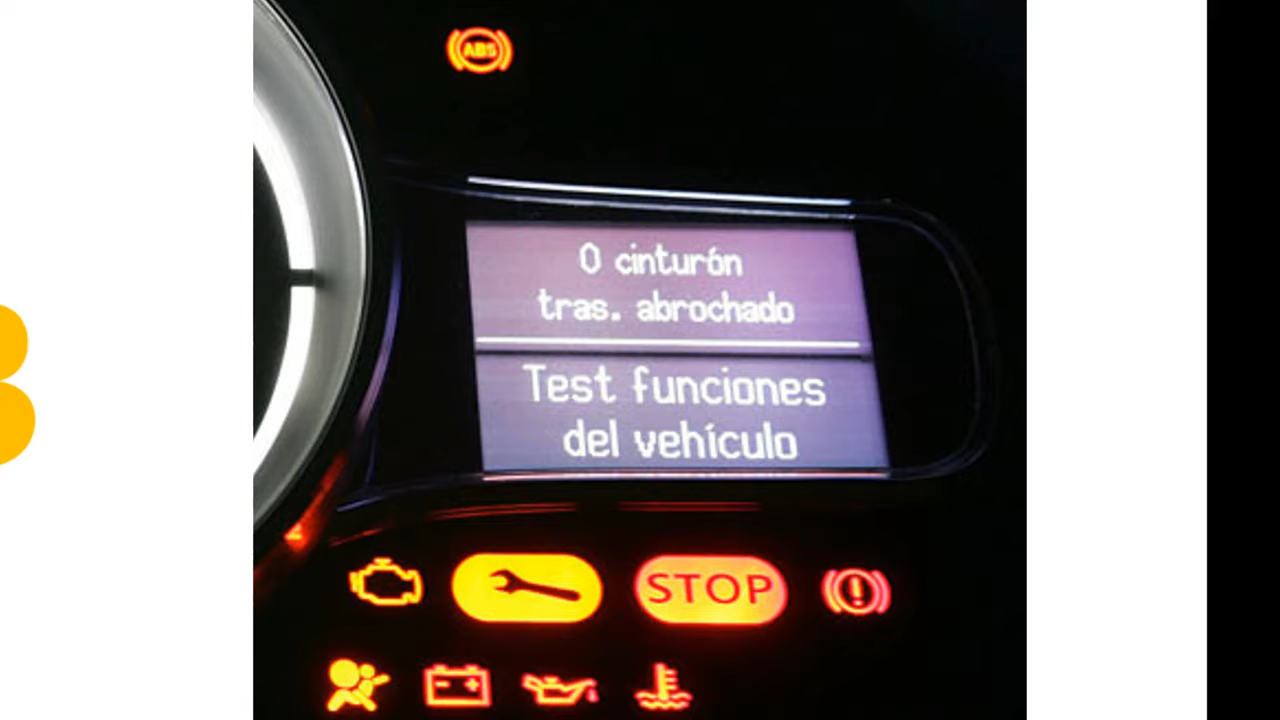 ABS
0 cinturón
tras. abrochado
Test funciones
del vehículo
STOP